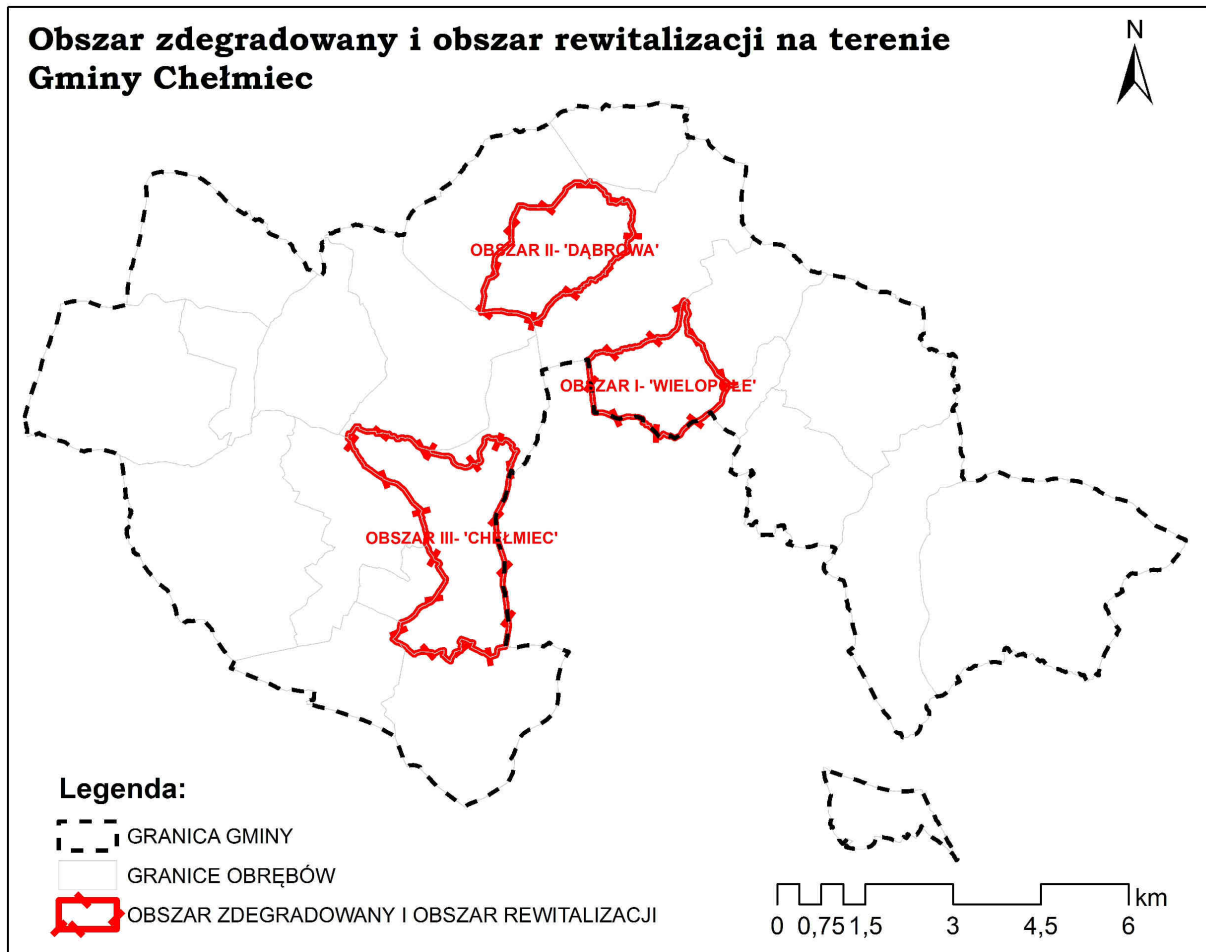 Obszar zdegradowany i obszar rewitalizacji na terenie
Gminy Chełmiec
N
OBSZAR II- 'DĄBROWA'
OBSZAR I- 'WIELOPOLE'
OBSZAR III- 'CHEŁMIEC'
Legenda:
GRANICA GMINY
GRANICE OBRĘBÓW
OBSZAR ZDEGRADOWANY I OBSZAR REWITALIZACJI
km
0 0,75 1,5 3 4,5 6